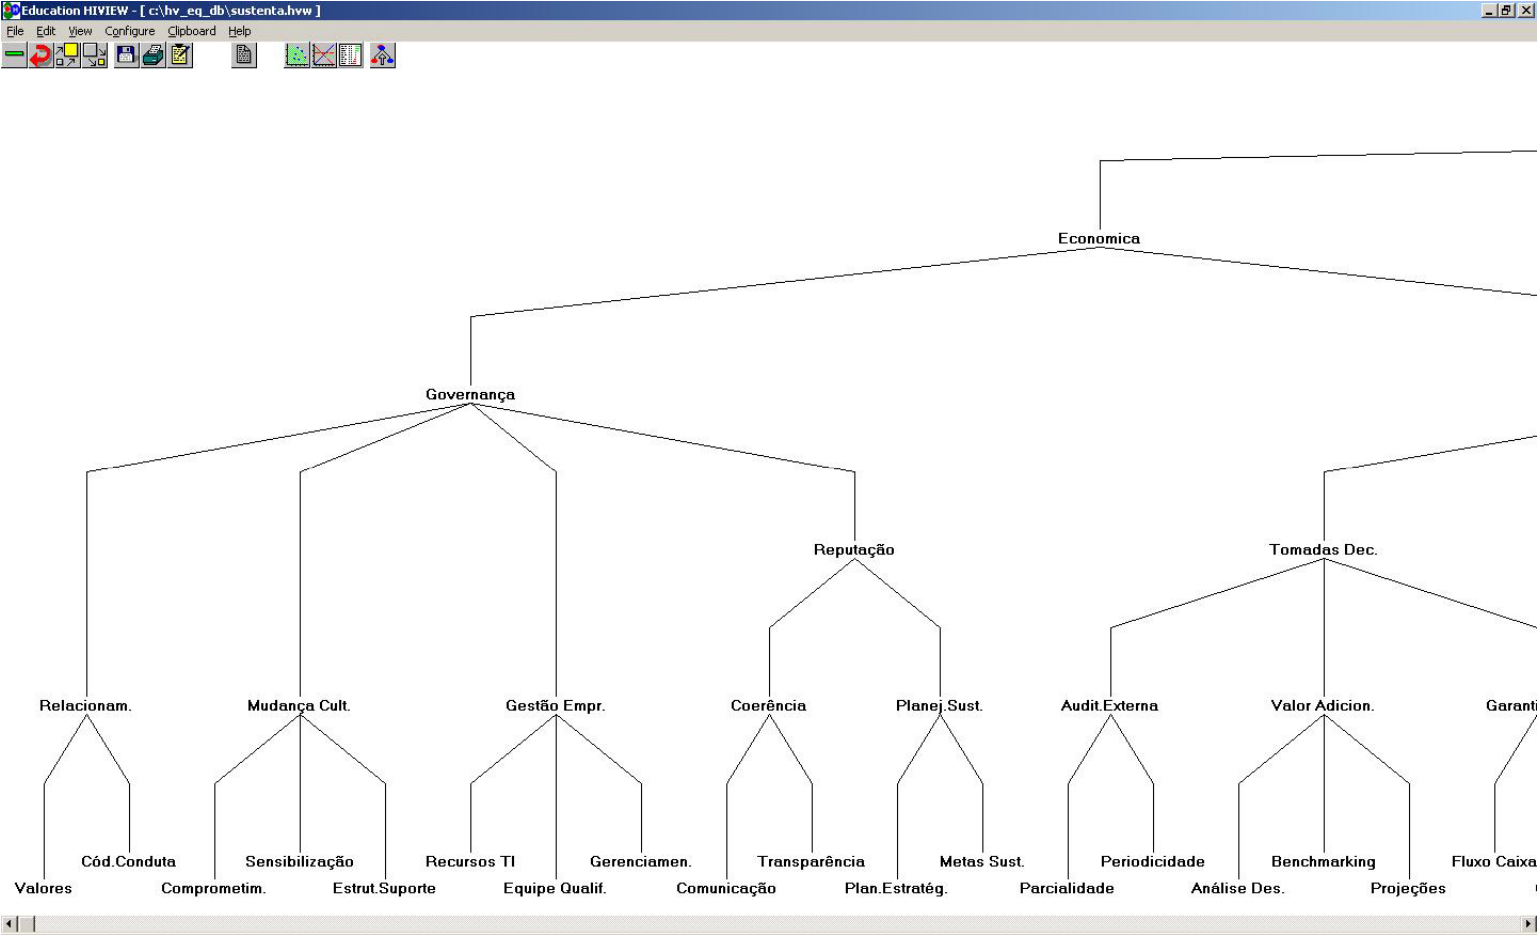 Education HIVIEW - [ c:\hv_eq_db\sustenta.hvw ]
File Edit View Configure Clipboard Help
Economica
Governança
Reputação Tomadas Dec.
Relacionam. Mudança Cult. Gestão Empr. Coerência Planej.Sust. Audit.Externa Valor Adicion. Garanti
Cód.Conduta Sensibilização Recursos TI Gerenciamen. Transparência Metas Sust. Periodicidade Benchmarking Fluxo Caixa
Valores Comprometim. Estrut.Suporte Equipe Qualif. Comunicação Plan.Estratég. Parcialidade Análise Des. Projeções